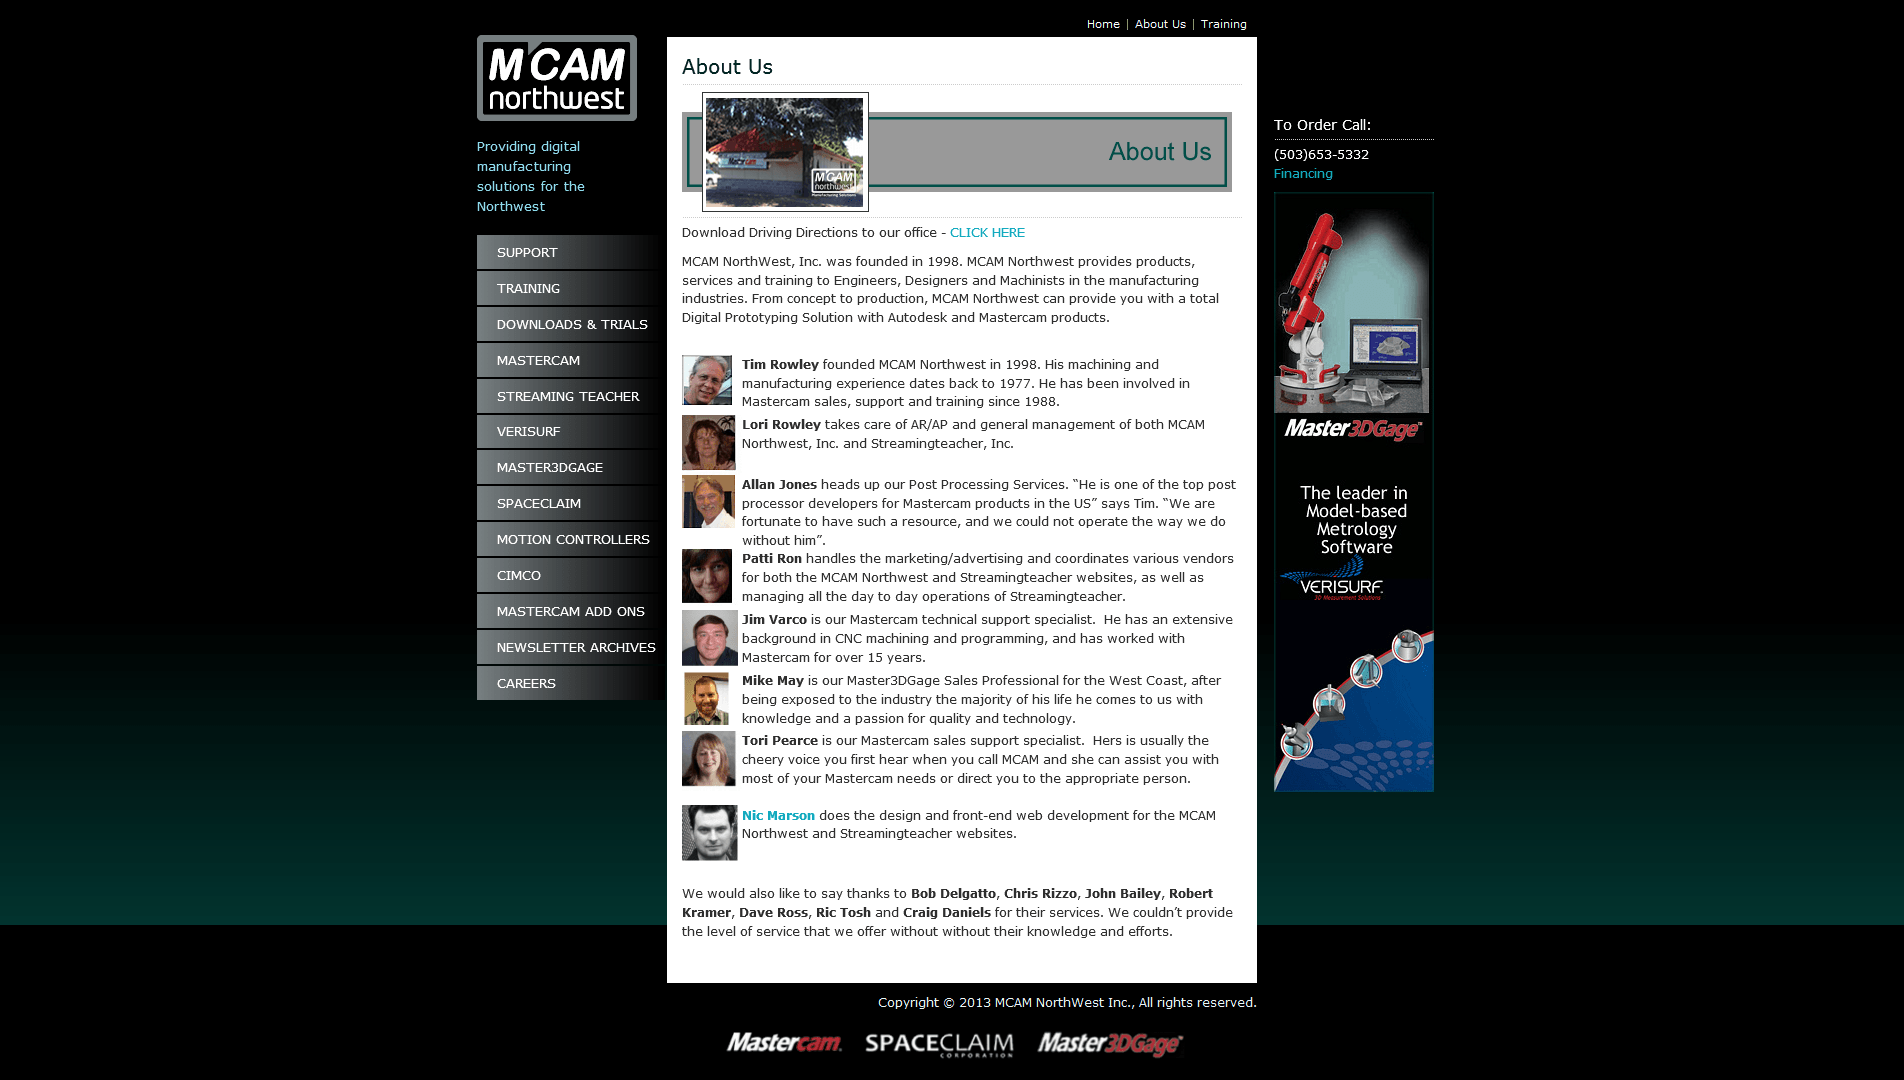 Home | About Us | Training
M'CAM
northwest
Providing digital
manufacturing
solutions for the
Northwest
SUPPORT
TRAINING
DOWNLOADS & TRIALS
MASTERCAM
STREAMING TEACHER
VERISURF
MASTER3DGAGE
SPACECLAIM
MOTION CONTROLLERS
CIMCO
MASTERCAM ADD ONS
NEWSLETTER ARCHIVES
CAREERS
About Us
Mastercam
M'CAM
northwest
Manufacturing Solutions
About Us
Download Driving Directions to our office - CLICK HERE
MCAM NorthWest, Inc. was founded in 1998. MCAM Northwest provides products,
services and training to Engineers, Designers and Machinists in the manufacturing
industries. From concept to production, MCAM Northwest can provide you with a total
Digital Prototyping Solution with Autodesk and Mastercam products.
Tim Rowley founded MCAM Northwest in 1998. His machining and
manufacturing experience dates back to 1977. He has been involved in
Mastercam sales, support and training since 1988.
Lori Rowley takes care of AR/AP and general management of both MCAM
Northwest, Inc. and Streamingteacher, Inc.
Allan Jones heads up our Post Processing Services. “He is one of the top post
processor developers for Mastercam products in the US” says Tim. “We are
fortunate to have such a resource, and we could not operate the way we do
without him”.
Patti Ron handles the marketing/advertising and coordinates various vendors
for both the MCAM Northwest and Streamingteacher websites, as well as
managing all the day to day operations of Streamingteacher.
Jim Varco is our Mastercam technical support specialist.  He has an extensive
background in CNC machining and programming, and has worked with
Mastercam for over 15 years.
Mike May is our Master3DGage Sales Professional for the West Coast, after
being exposed to the industry the majority of his life he comes to us with
knowledge and a passion for quality and technology.
Tori Pearce is our Mastercam sales support specialist.  Hers is usually the
cheery voice you first hear when you call MCAM and she can assist you with
most of your Mastercam needs or direct you to the appropriate person.
Nic Marson does the design and front-end web development for the MCAM
Northwest and Streamingteacher websites.
We would also like to say thanks to Bob Delgatto, Chris Rizzo, John Bailey, Robert
Kramer, Dave Ross, Ric Tosh and Craig Daniels for their services. We couldn’t provide
the level of service that we offer without without their knowledge and efforts.
To Order Call:
(503)653-5332
Financing
Master3DGage™
The leader in
Model-based
Metrology
Software
VERISURF
3D Measurement Solutions
Copyright © 2013 MCAM NorthWest Inc., All rights reserved.
Mastercam.
SPACECLAIM
CORPORATION
Master3DGage™